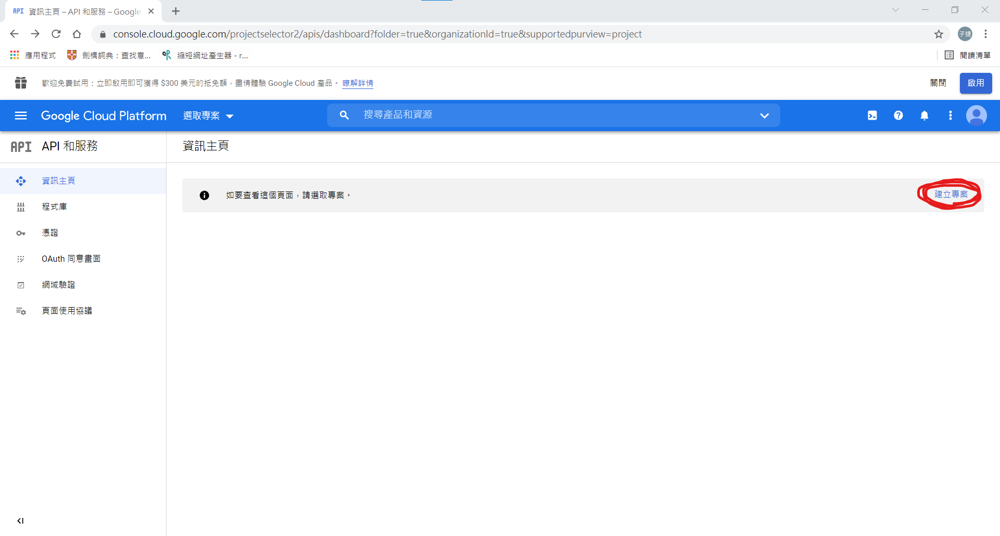 API 資訊主頁 – API 和服務 – Google
console.cloud.google.com/projectselector2/apis/dashboard?folder=true&organizationId=true&supportedpurview=project
子捷
應用程式 劍橋詞典：查找意... 縮短網址產生器 - r... 閱讀清單
歡迎免費試用：立即啟用即可獲得 $300 美元的抵免額，盡情體驗 Google Cloud 產品。 瞭解詳情 關閉 啟用
Google Cloud Platform 選取專案 搜尋產品和資源
API API 和服務 資訊主頁
資訊主頁
如要查看這個頁面，請選取專案。 建立專案
程式庫
憑證
OAuth 同意畫面
網域驗證
頁面使用協議